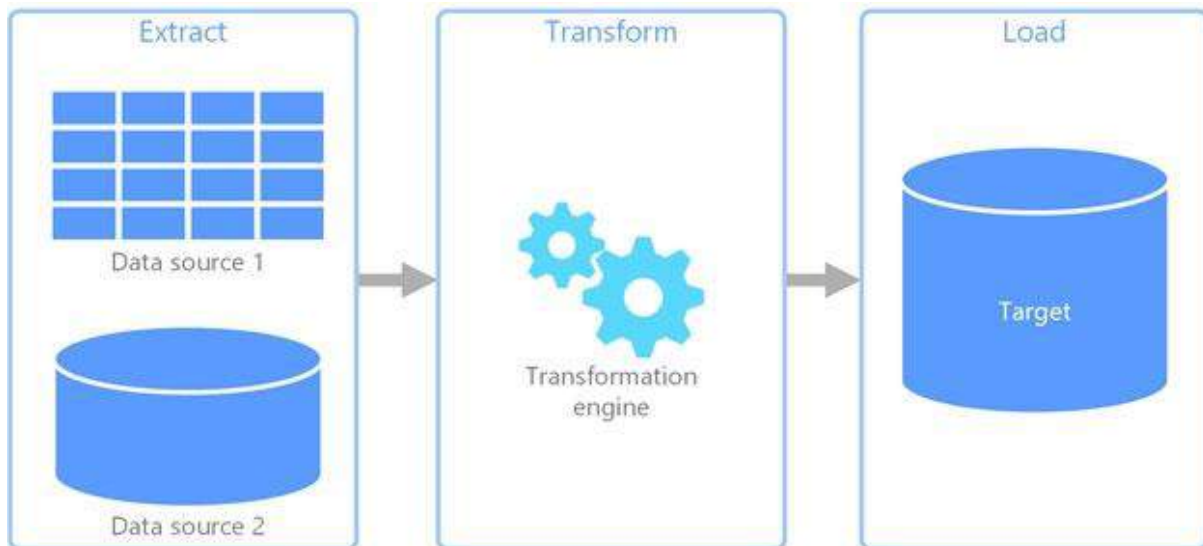 Extract
Data source 1
Data source 2
Transform
Transformation
engine
Load
Target